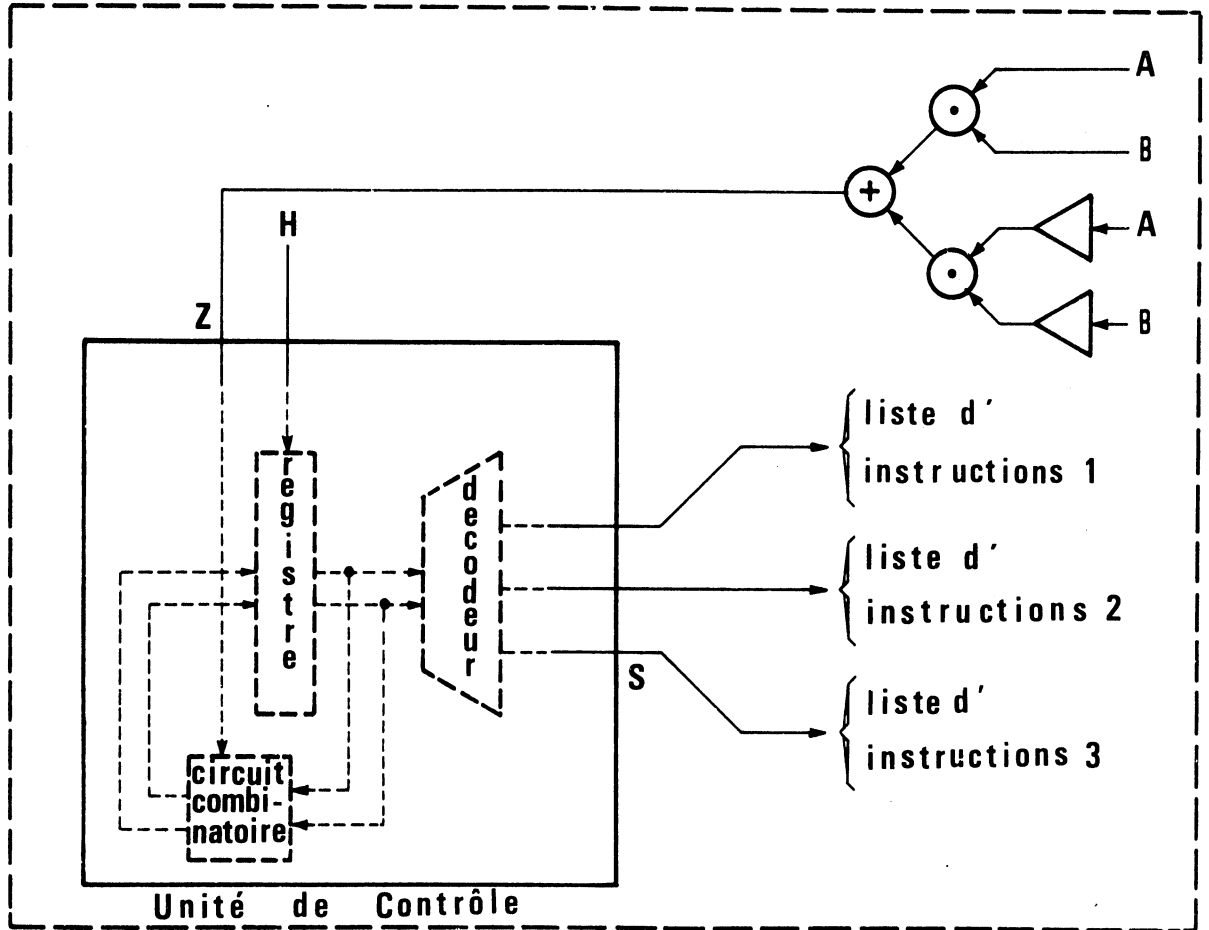 A
B
+
A
B
H
Z
registre
decodeur
circuit
combi-
natoire
S
liste d'
instructions 1
liste d'
instructions 2
liste d'
instructions 3
Unité de Contrôle